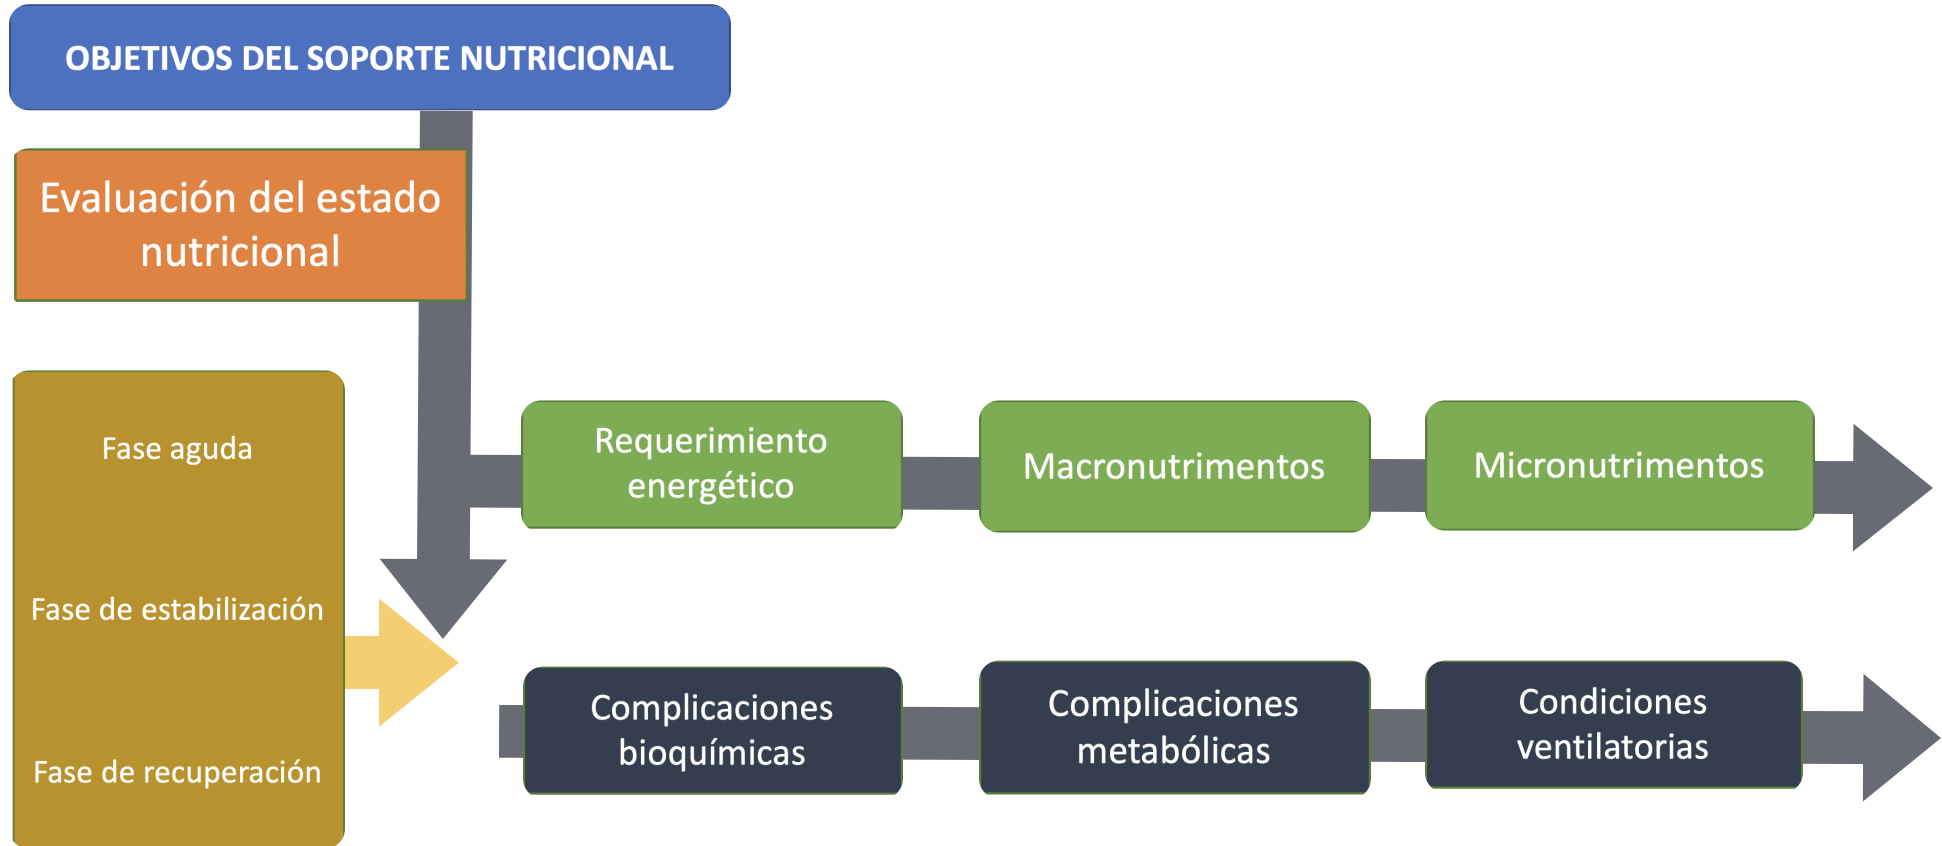 OBJETIVOS DEL SOPORTE NUTRICIONAL
Evaluación del estado
nutricional
Fase aguda
Fase de estabilización
Fase de recuperación
Requerimiento
energético
Macronutrimentos
Micronutrimentos
Complicaciones
bioquímicas
Complicaciones
metabólicas
Condiciones
ventilatorias